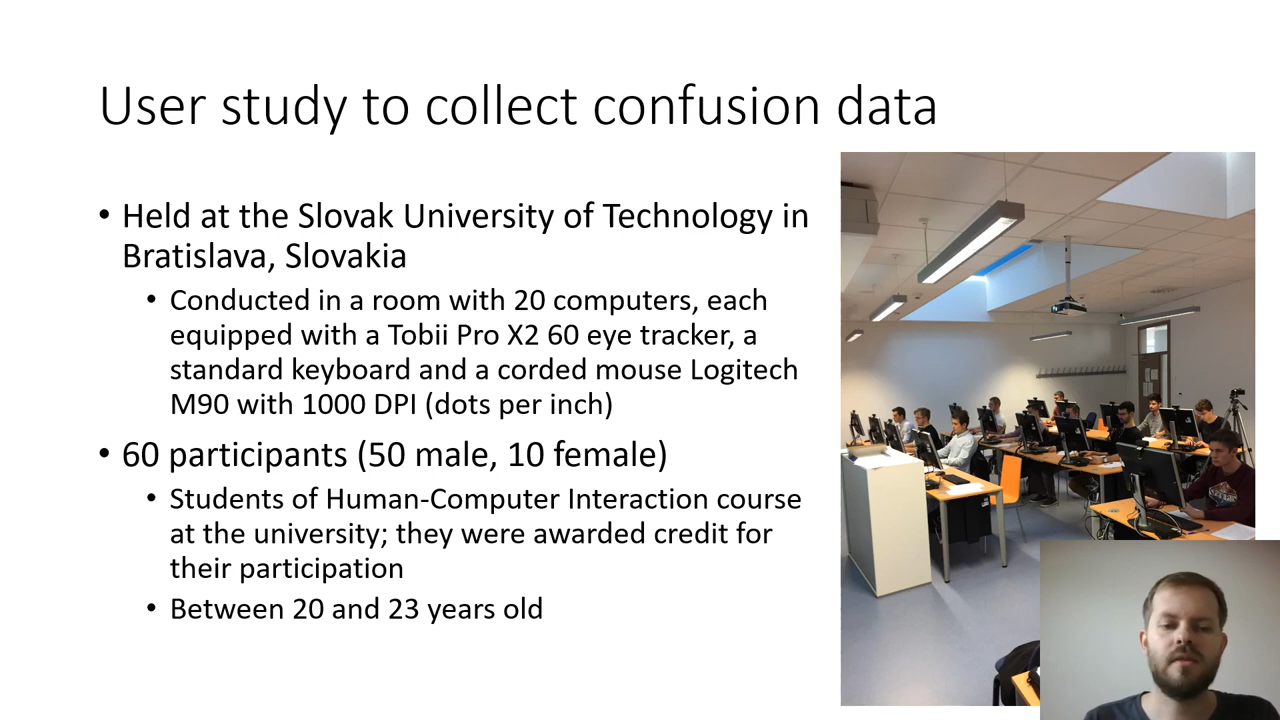 User study to collect confusion data
• Held at the Slovak University of Technology in
Bratislava, Slovakia
• Conducted in a room with 20 computers, each
equipped with a Tobii Pro X2 60 eye tracker, a
standard keyboard and a corded mouse Logitech
M90 with 1000 DPI (dots per inch)
• 60 participants (50 male, 10 female)
• Students of Human-Computer Interaction course
at the university; they were awarded credit for
their participation
• Between 20 and 23 years old